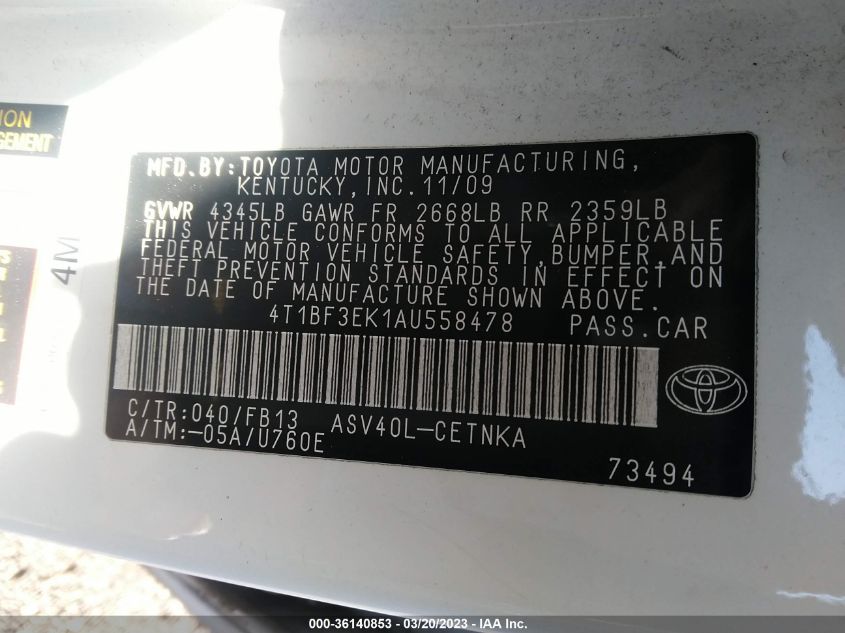 ION
GEMENT
4M
MFD.BY:TOYOTA MOTOR MANUFACTURING,
KENTUCKY,INC.11/09
GVWR 4345LB GAWR FR 2668LB RR 2359LB
THIS VEHICLE CONFORMS TO ALL APPLICABLE
FEDERAL MOTOR VEHICLE SAFETY,BUMPER,AND
THEFT PREVENTION STANDARDS IN EFFECT ON
THE DATE OF MANUFACTURE SHOWN ABOVE.
4T1BF3EK1AU558478 PASS.CAR
C/TR:040/FB13 ASV40L-CETNKA
A/TM:-05A/U760E
73494
000-36140853 — 03/20/2023 — IAA Inc.